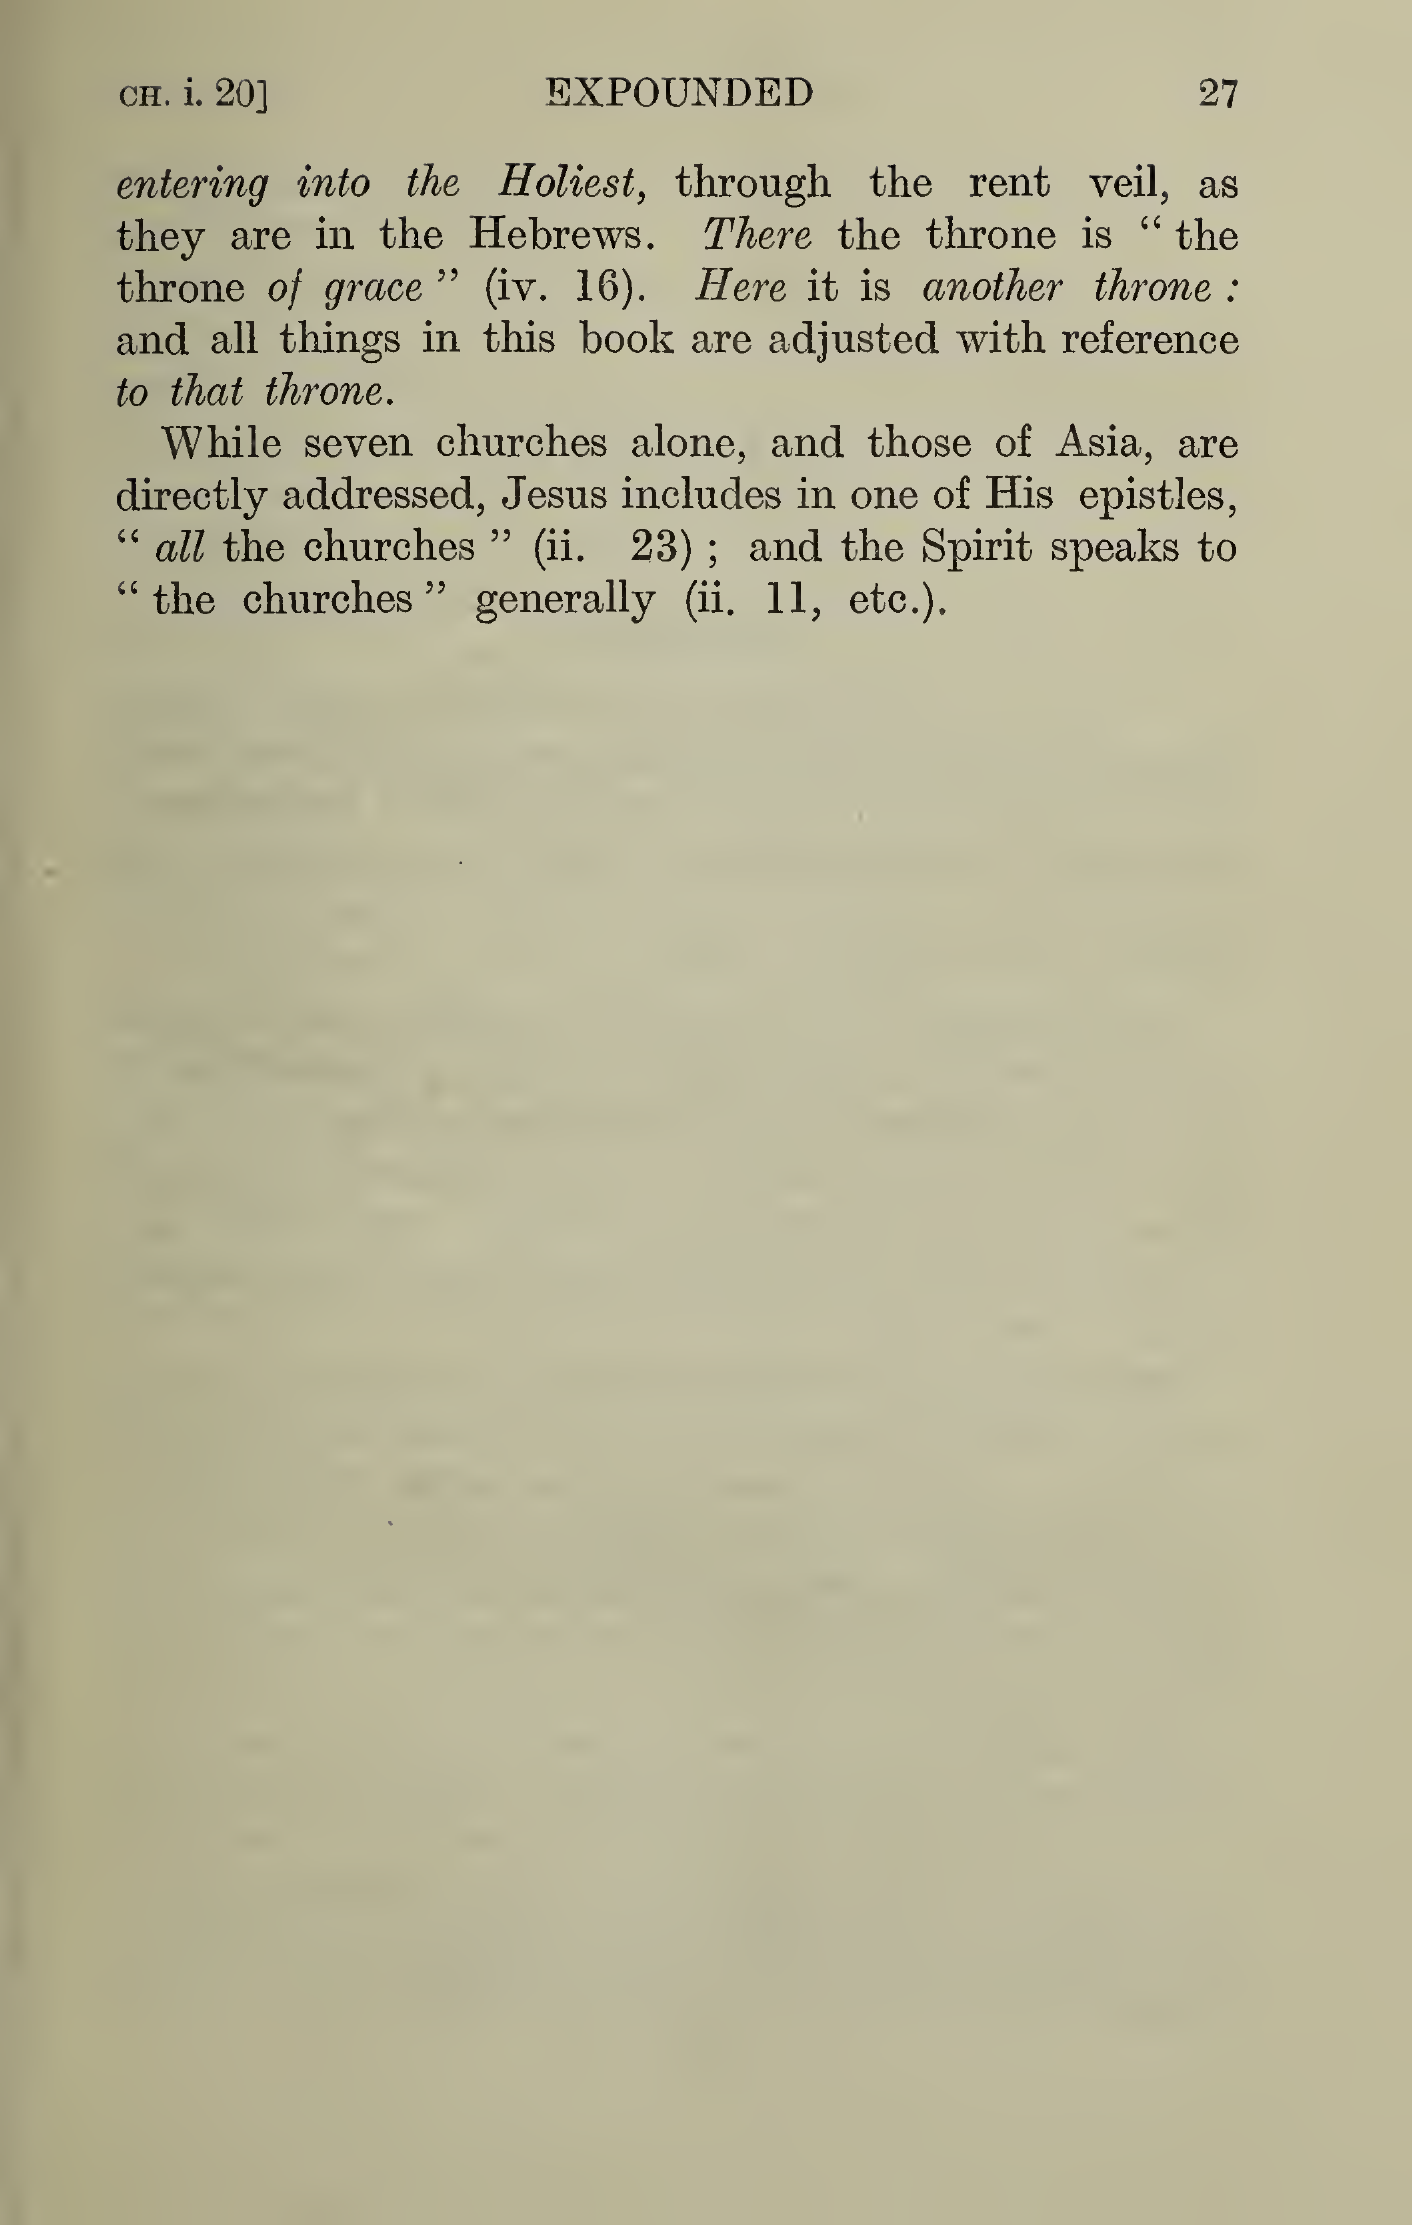 CH. i. 20] EXPOUNDED 27
entering into the Holiest, through the rent veil, as
they are in the Hebrews. There the throne is “ the
throne of grace ” (iv. 16). Here it is another throne :
and all things in this book are adjusted with reference
to that throne.
While seven churches alone, and those of Asia, are
directly addressed, Jesus includes in one of His epistles,
“ all the churches ” (ii. 23) ; and the Spirit speaks to
“ the churches ” generally (ii. 11, etc.).